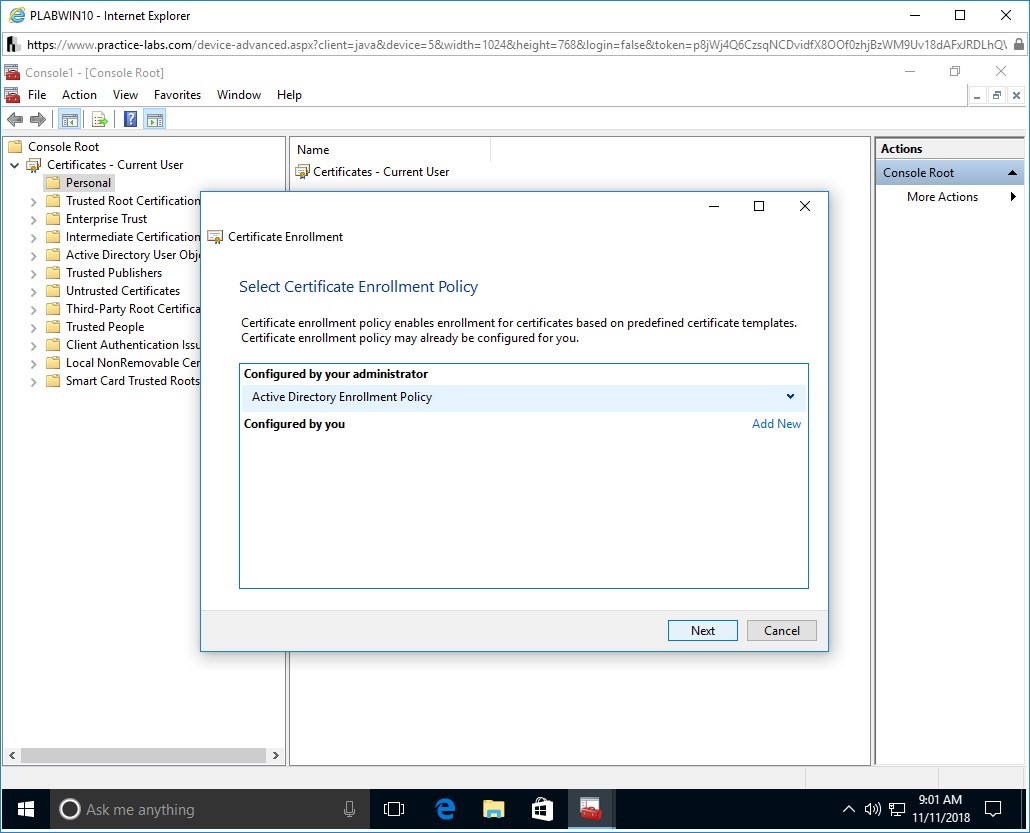 PLABWIN10 - Internet Explorer
https://www.practice-labs.com/device-advanced.aspx?client=java&device=5&width=1024&height=768&login=false&token=
Console1 - [Console Root]
File Action View Favorites Window Help
Console Root
Certificates - Current User
Personal
Trusted Root Certification
Enterprise Trust
Intermediate Certification
Active Directory User Obj
Trusted Publishers
Untrusted Certificates
Third-Party Root Certifica
Trusted People
Client Authentication Issu
Local NonRemovable Cer
Smart Card Trusted Roots
Name
Certificates - Current User
Actions
Console Root
More Actions
Certificate Enrollment
Select Certificate Enrollment Policy
Certificate enrollment policy enables enrollment for certificates based on predefined certificate templates.
Certificate enrollment policy may already be configured for you.
Configured by your administrator
Active Directory Enrollment Policy
Configured by you Add New
Next Cancel
Ask me anything
9:01 AM
11/11/2018